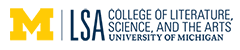 M LSA COLLEGE OF LITERATURE,
SCIENCE, AND THE ARTS
UNIVERSITY OF MICHIGAN